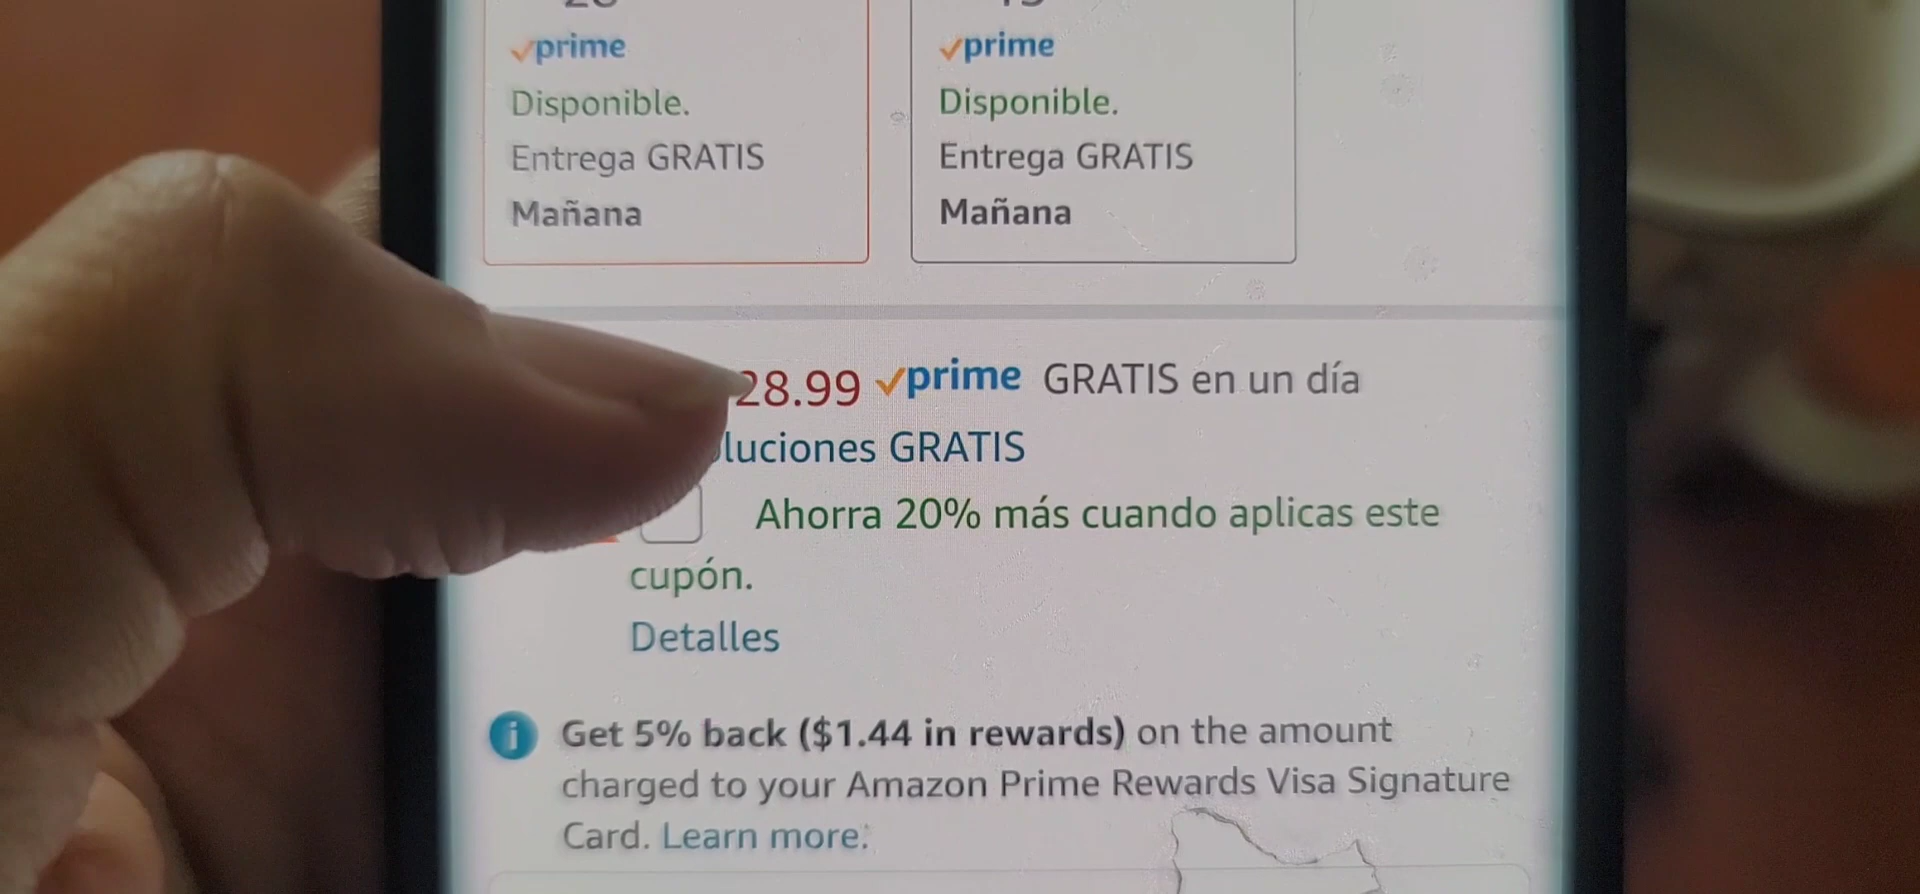 prime prime
Disponible. Disponible.
Entrega GRATIS Entrega GRATIS
Mañana Mañana
28.99 prime GRATIS en un día
GRATIS
Ahorra 20% más cuando aplicas este
cupón.
Detalles
Get 5% back ($1.44 in rewards) on the amount
charged to your Amazon Prime Rewards Visa Signature
Card. Learn more.